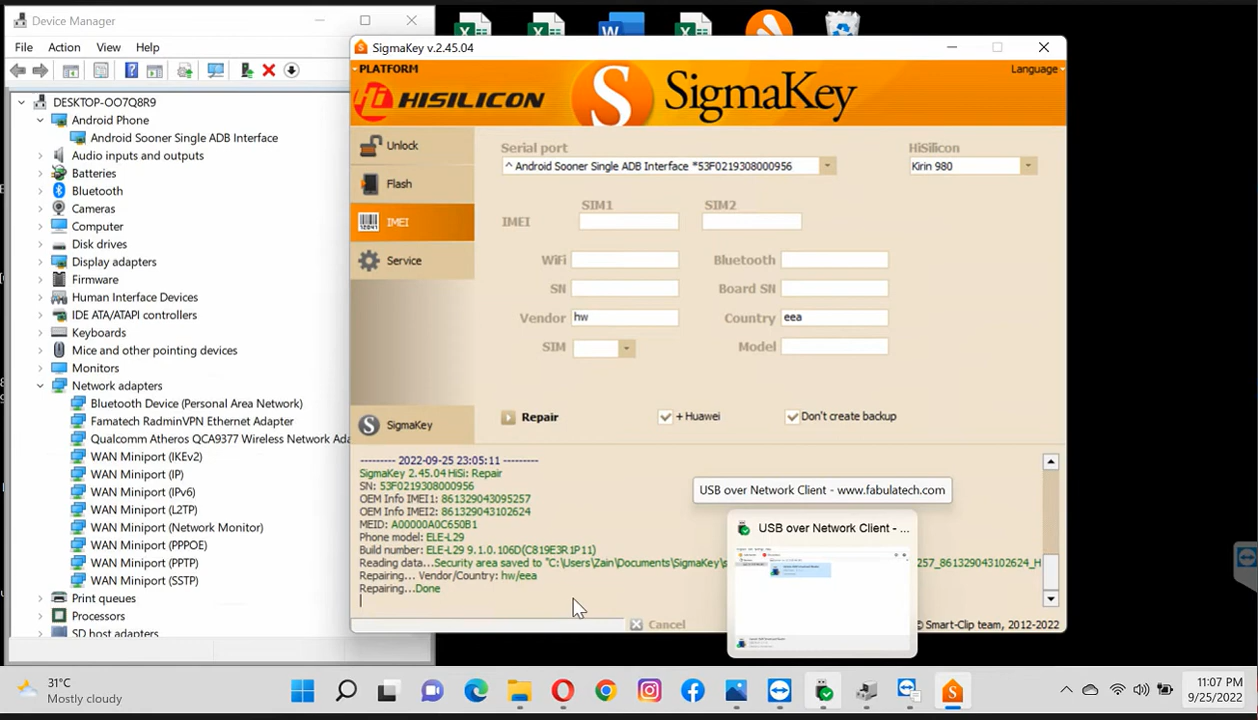 Device Manager
File Action View Help
DESKTOP-OO7Q8R9
Android Phone
Android Sooner Single ADB Interface
Audio inputs and outputs
Batteries
Bluetooth
Cameras
Computer
Disk drives
Display adapters
Firmware
Human Interface Devices
IDE ATA/ATAPI controllers
Keyboards
Mice and other pointing devices
Monitors
Network adapters
Bluetooth Device (Personal Area Network)
Famatech RadminVPN Ethernet Adapter
Qualcomm Atheros QCA9377 Wireless Network Ada
WAN Miniport (IKEv2)
WAN Miniport (IP)
WAN Miniport (IPv6)
WAN Miniport (L2TP)
WAN Miniport (Network Monitor)
WAN Miniport (PPPOE)
WAN Miniport (PPTP)
WAN Miniport (SSTP)
Print queues
Processors
SD host adapters
SigmaKey v.2.45.04
PLATFORM
Language
HISILICON
S SigmaKey
Unlock
Flash
IMEI
Service
SigmaKey
Serial port
^ Android Sooner Single ADB Interface *53F0219308000956
HiSilicon
Kirin 980
SIM1 SIM2
IMEI
WiFi Bluetooth
SN Board SN
Vendor hw Country eea
SIM Model
Repair + Huawei Don't create backup
--------- 2022-09-25 23:05:11 ---------
SigmaKey 2.45.04 HiSi: Repair
SN: 53F0219308000956
OEM Info IMEI1: 861329043095257
OEM Info IMEI2: 861329043102624
MEID: A00000A0C650B1
Phone model: ELE-L29
Build number: ELE-L29 9.1.0.106D(C819E3R1P11)
Reading data...Security area saved to "C:\Users\Zain\Documents\SigmaKey\s 257_861329043102624_H
Repairing... Vendor/Country: hw/eea
Repairing...Done
Cancel
© Smart-Clip team, 2012-2022
USB over Network Client - www.fabulatech.com
USB over Network Client - ...
31°C
Mostly cloudy
11:07 PM
9/25/2022